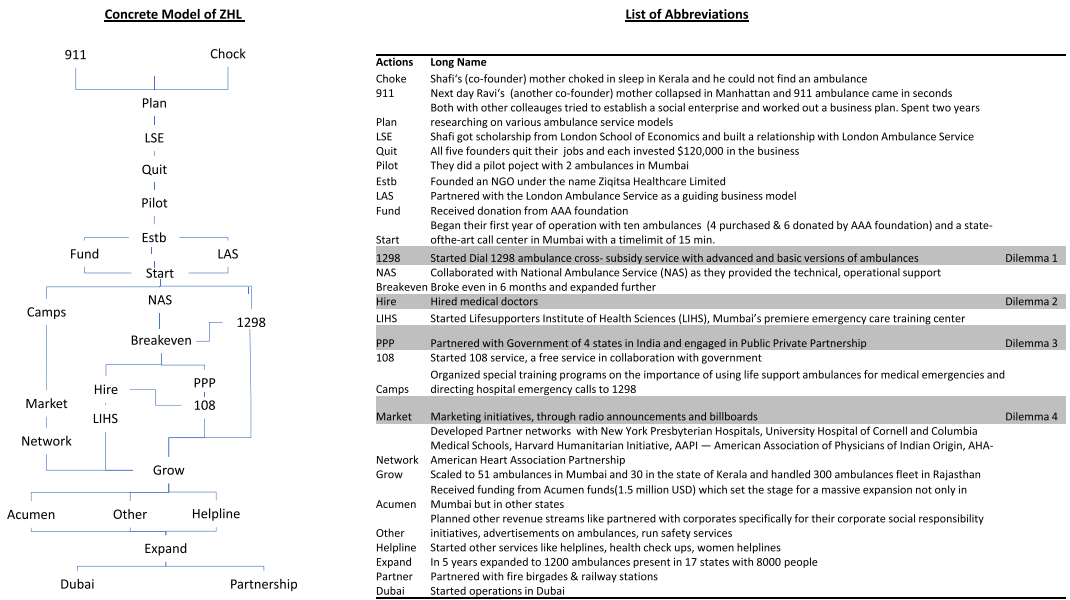 Concrete Model of ZHL
911
Chock
Plan
LSE
Quit
Pilot
Estb
Fund
LAS
Start
NAS
Camps
1298
Breakeven
Hire
PPP
Market
108
LIHS
Network
Grow
Acumen
Other
Helpline
Expand
Dubai
Partnership
List of Abbreviations
Actions Long Name
Choke Shafi's (co-founder) mother choked in sleep in Kerala and he could not find an ambulance
911 Next day Ravi's (another co-founder) mother collapsed in Manhattan and 911 ambulance came in seconds
Both with other colleauges tried to establish a social enterprise and worked out a business plan. Spent two years
Plan researching on various ambulance service models
LSE Shafi got scholarship from London School of Economics and built a relationship with London Ambulance Service
Quit All five founders quit their jobs and each invested $120,000 in the business
Pilot They did a pilot poject with 2 ambulances in Mumbai
Estb Founded an NGO under the name Ziqitsa Healthcare Limited
LAS Partnered with the London Ambulance Service as a guiding business model
Fund Received donation from AAA foundation
Began their first year of operation with ten ambulances (4 purchased & 6 donated by AAA foundation) and a state-
Start ofthe-art call center in Mumbai with a timelimit of 15 min.
1298 Started Dial 1298 ambulance cross- subsidy service with advanced and basic versions of ambulances Dilemma 1
NAS Collaborated with National Ambulance Service (NAS) as they provided the technical, operational support
Breakeven Broke even in 6 months and expanded further
Hire Hired medical doctors Dilemma 2
LIHS Started Lifesupporters Institute of Health Sciences (LIHS), Mumbai's premiere emergency care training center
PPP Partnered with Government of 4 states in India and engaged in Public Private Partnership Dilemma 3
108 Started 108 service, a free service in collaboration with government
Organized special training programs on the importance of using life support ambulances for medical emergencies and
Camps directing hospital emergency calls to 1298
Market Marketing initiatives, through radio announcements and billboards Dilemma 4
Developed Partner networks with New York Presbyterian Hospitals, University Hospital of Cornell and Columbia
Medical Schools, Harvard Humanitarian Initiative, AAPI — American Association of Physicians of Indian Origin, AHA-
Network American Heart Association Partnership
Grow Scaled to 51 ambulances in Mumbai and 30 in the state of Kerala and handled 300 ambulances fleet in Rajasthan
Received funding from Acumen funds(1.5 million USD) which set the stage for a massive expansion not only in
Acumen Mumbai but in other states
Planned other revenue streams like partnered with corporates specifically for their corporate social responsibility
Other initiatives, advertisements on ambulances, run safety services
Helpline Started other services like helplines, health check ups, women helplines
Expand In 5 years expanded to 1200 ambulances present in 17 states with 8000 people
Partner Partnered with fire birgades & railway stations
Dubai Started operations in Dubai